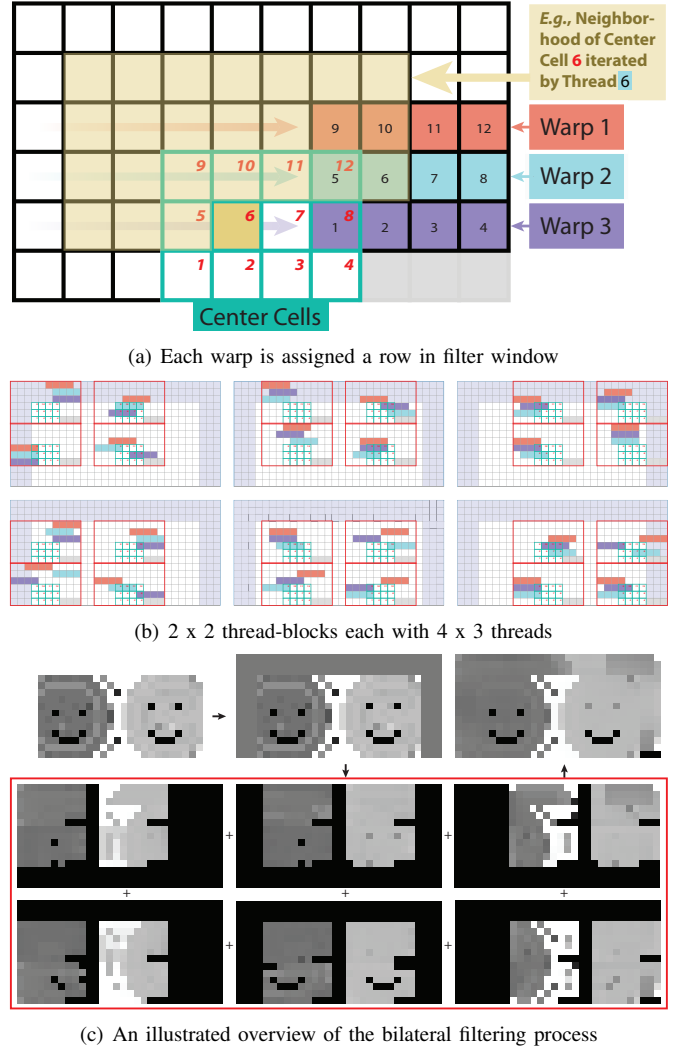 E.g., Neighbor-
hood of Center
Cell 6 iterated
by Thread 6
9 10 11 12 Warp 1
9 10 11 12
5 6 7 8 Warp 2
5 6 7 8
1 2 3 4 Warp 3
1 2 3 4
Center Cells
(a) Each warp is assigned a row in filter window
(b) 2 x 2 thread-blocks each with 4 x 3 threads
+ +
+ + +
+ +
(c) An illustrated overview of the bilateral filtering process